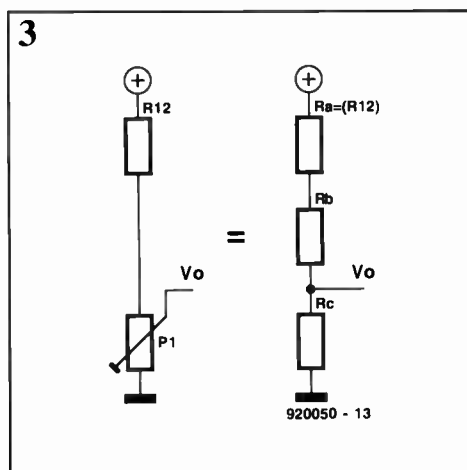 3
+
R12
Vo
P1
=
+
Ra=(R12)
Rb
Vo
Rc
920050 - 13